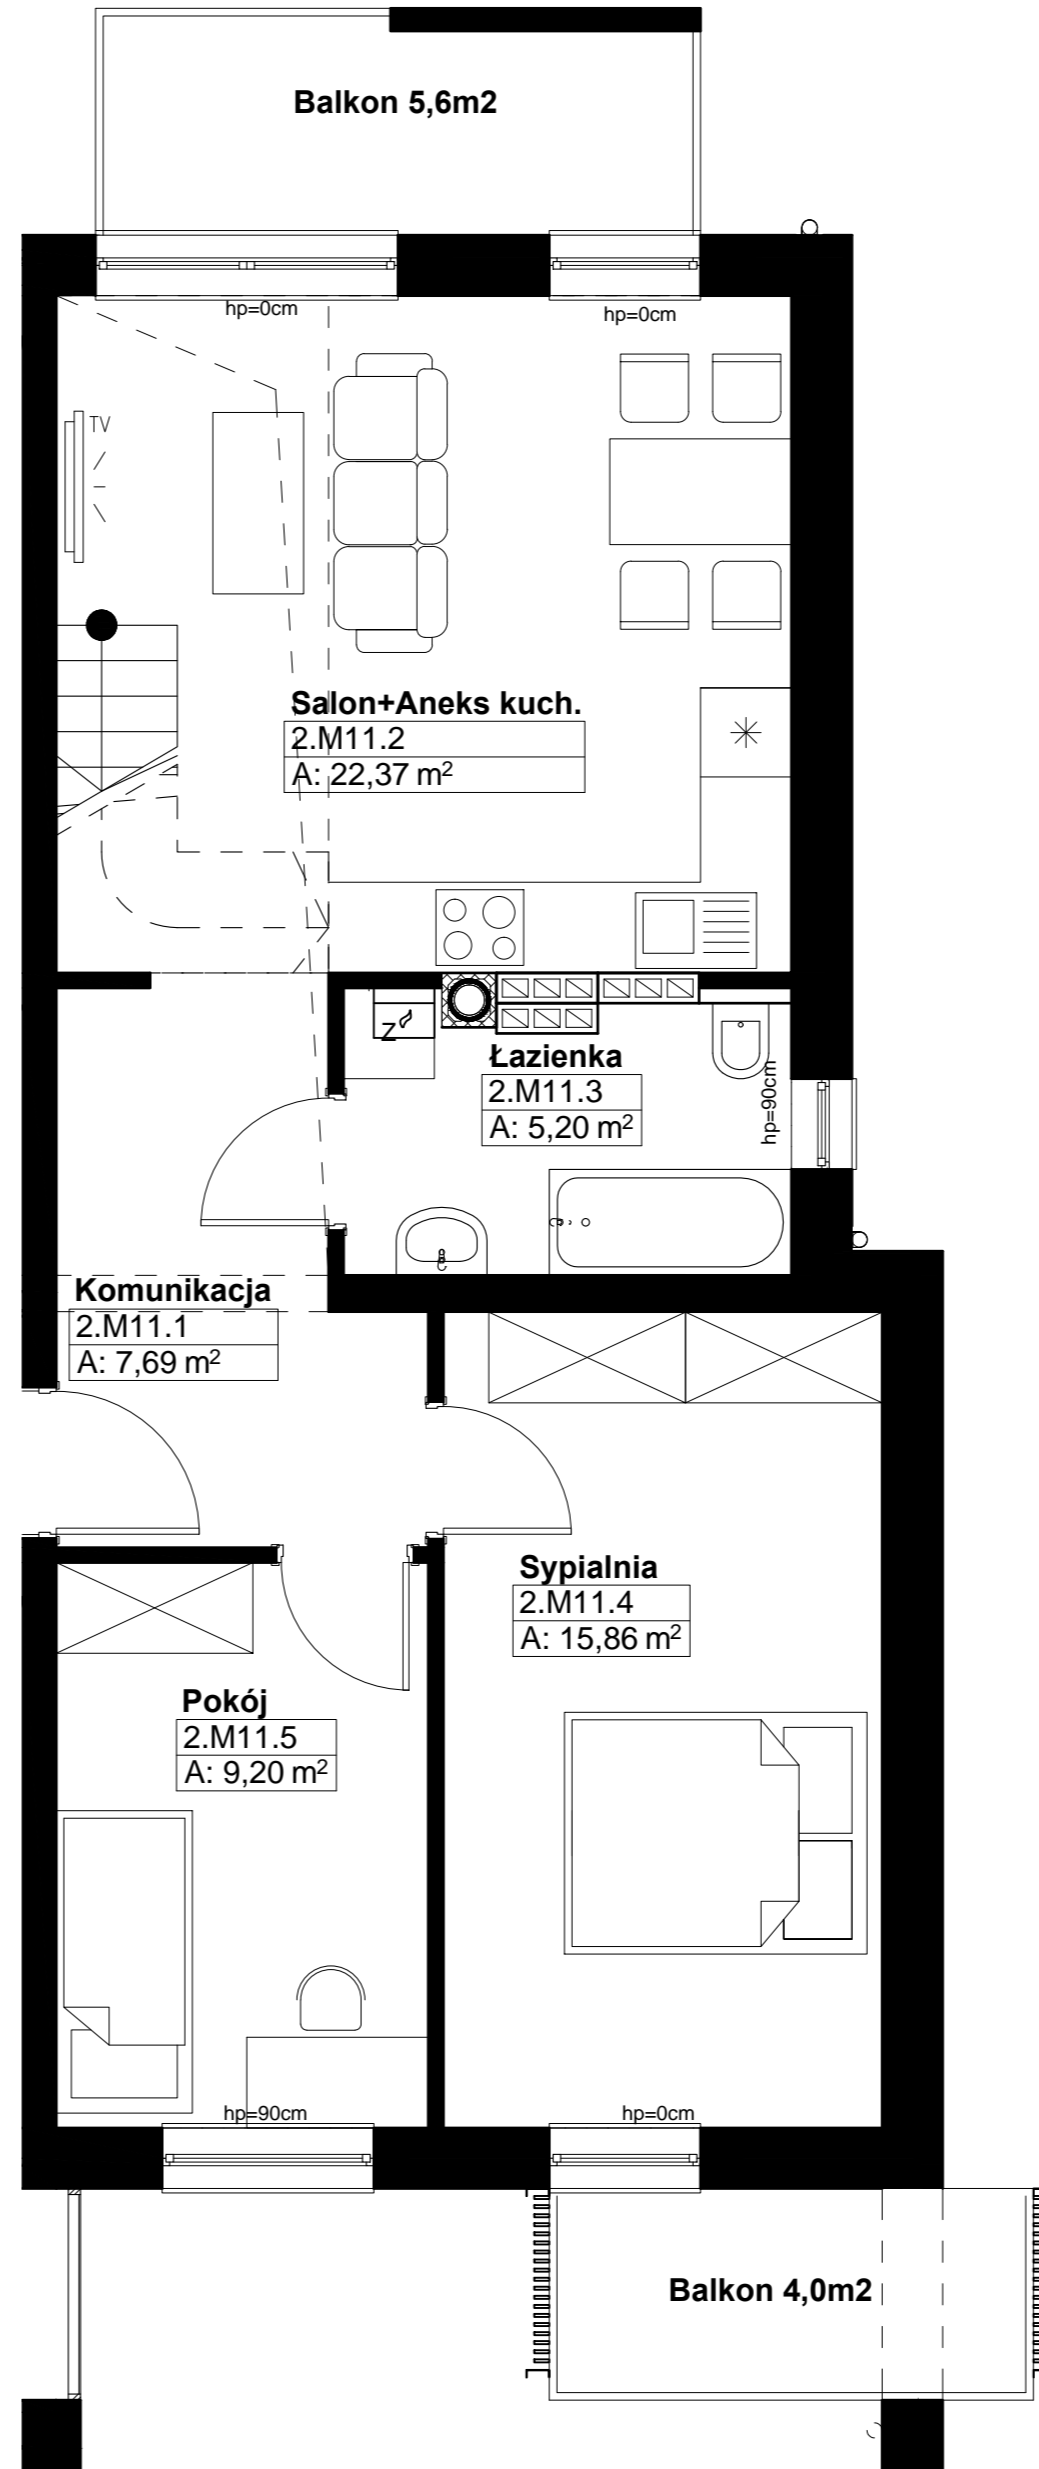 Balkon 5,6m2
hp=0cm
hp=0cm
TV
Salon+Aneks kuch.
2.M11.2
A: 22,37 m²
Z
Łazienka
2.M11.3
A: 5,20 m²
hp=90cm
Komunikacja
2.M11.1
A: 7,69 m²
Sypialnia
2.M11.4
A: 15,86 m²
Pokój
2.M11.5
A: 9,20 m²
hp=90cm
hp=0cm
Balkon 4,0m2